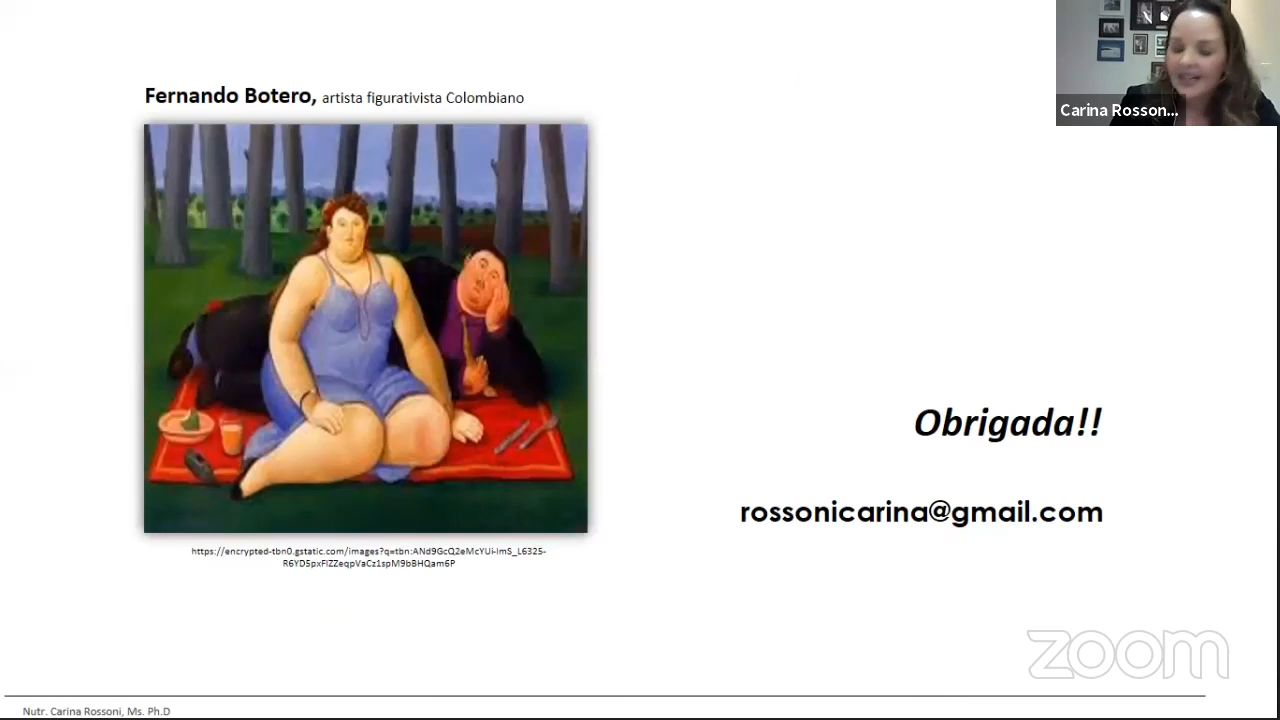 Fernando Botero, artista figurativista Colombiano
Carina Rosson...
Obrigada!!
rossonicarina@gmail.com
https://encrypted-tbn0.gstatic.com/images?q=tbn:ANd9GcQ2eMcYUi-ImS_L6325-
R6YD5pxFIZZeqpVaCz1spM9bBHQam6P
zoom
Nutr. Carina Rossoni, Ms. Ph.D